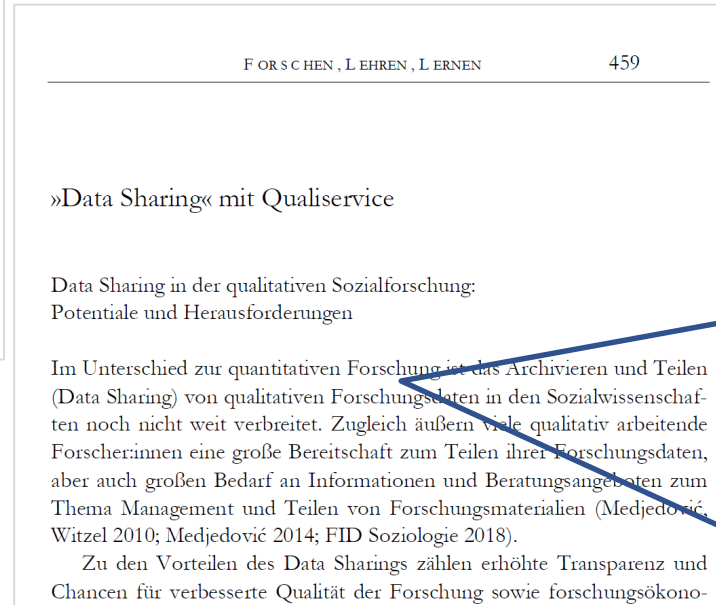 FORSCHEN, LEHREN, LERNEN 459
»Data Sharing« mit Qualiservice
Data Sharing in der qualitativen Sozialforschung:
Potentiale und Herausforderungen
Im Unterschied zur quantitativen Forschung ist das Archivieren und Teilen
(Data Sharing) von qualitativen Forschungsdaten in den Sozialwissenschaf-
ten noch nicht weit verbreitet. Zugleich äußern viele qualitativ arbeitende
Forscher:innen eine große Bereitschaft zum Teilen ihrer Forschungsdaten,
aber auch großen Bedarf an Informationen und Beratungsangeboten zum
Thema Management und Teilen von Forschungsmaterialien (Medjedović,
Witzel 2010; Medjedović 2014; FID Soziologie 2018).
Zu den Vorteilen des Data Sharings zählen erhöhte Transparenz und
Chancen für verbesserte Qualität der Forschung sowie forschungsökono-